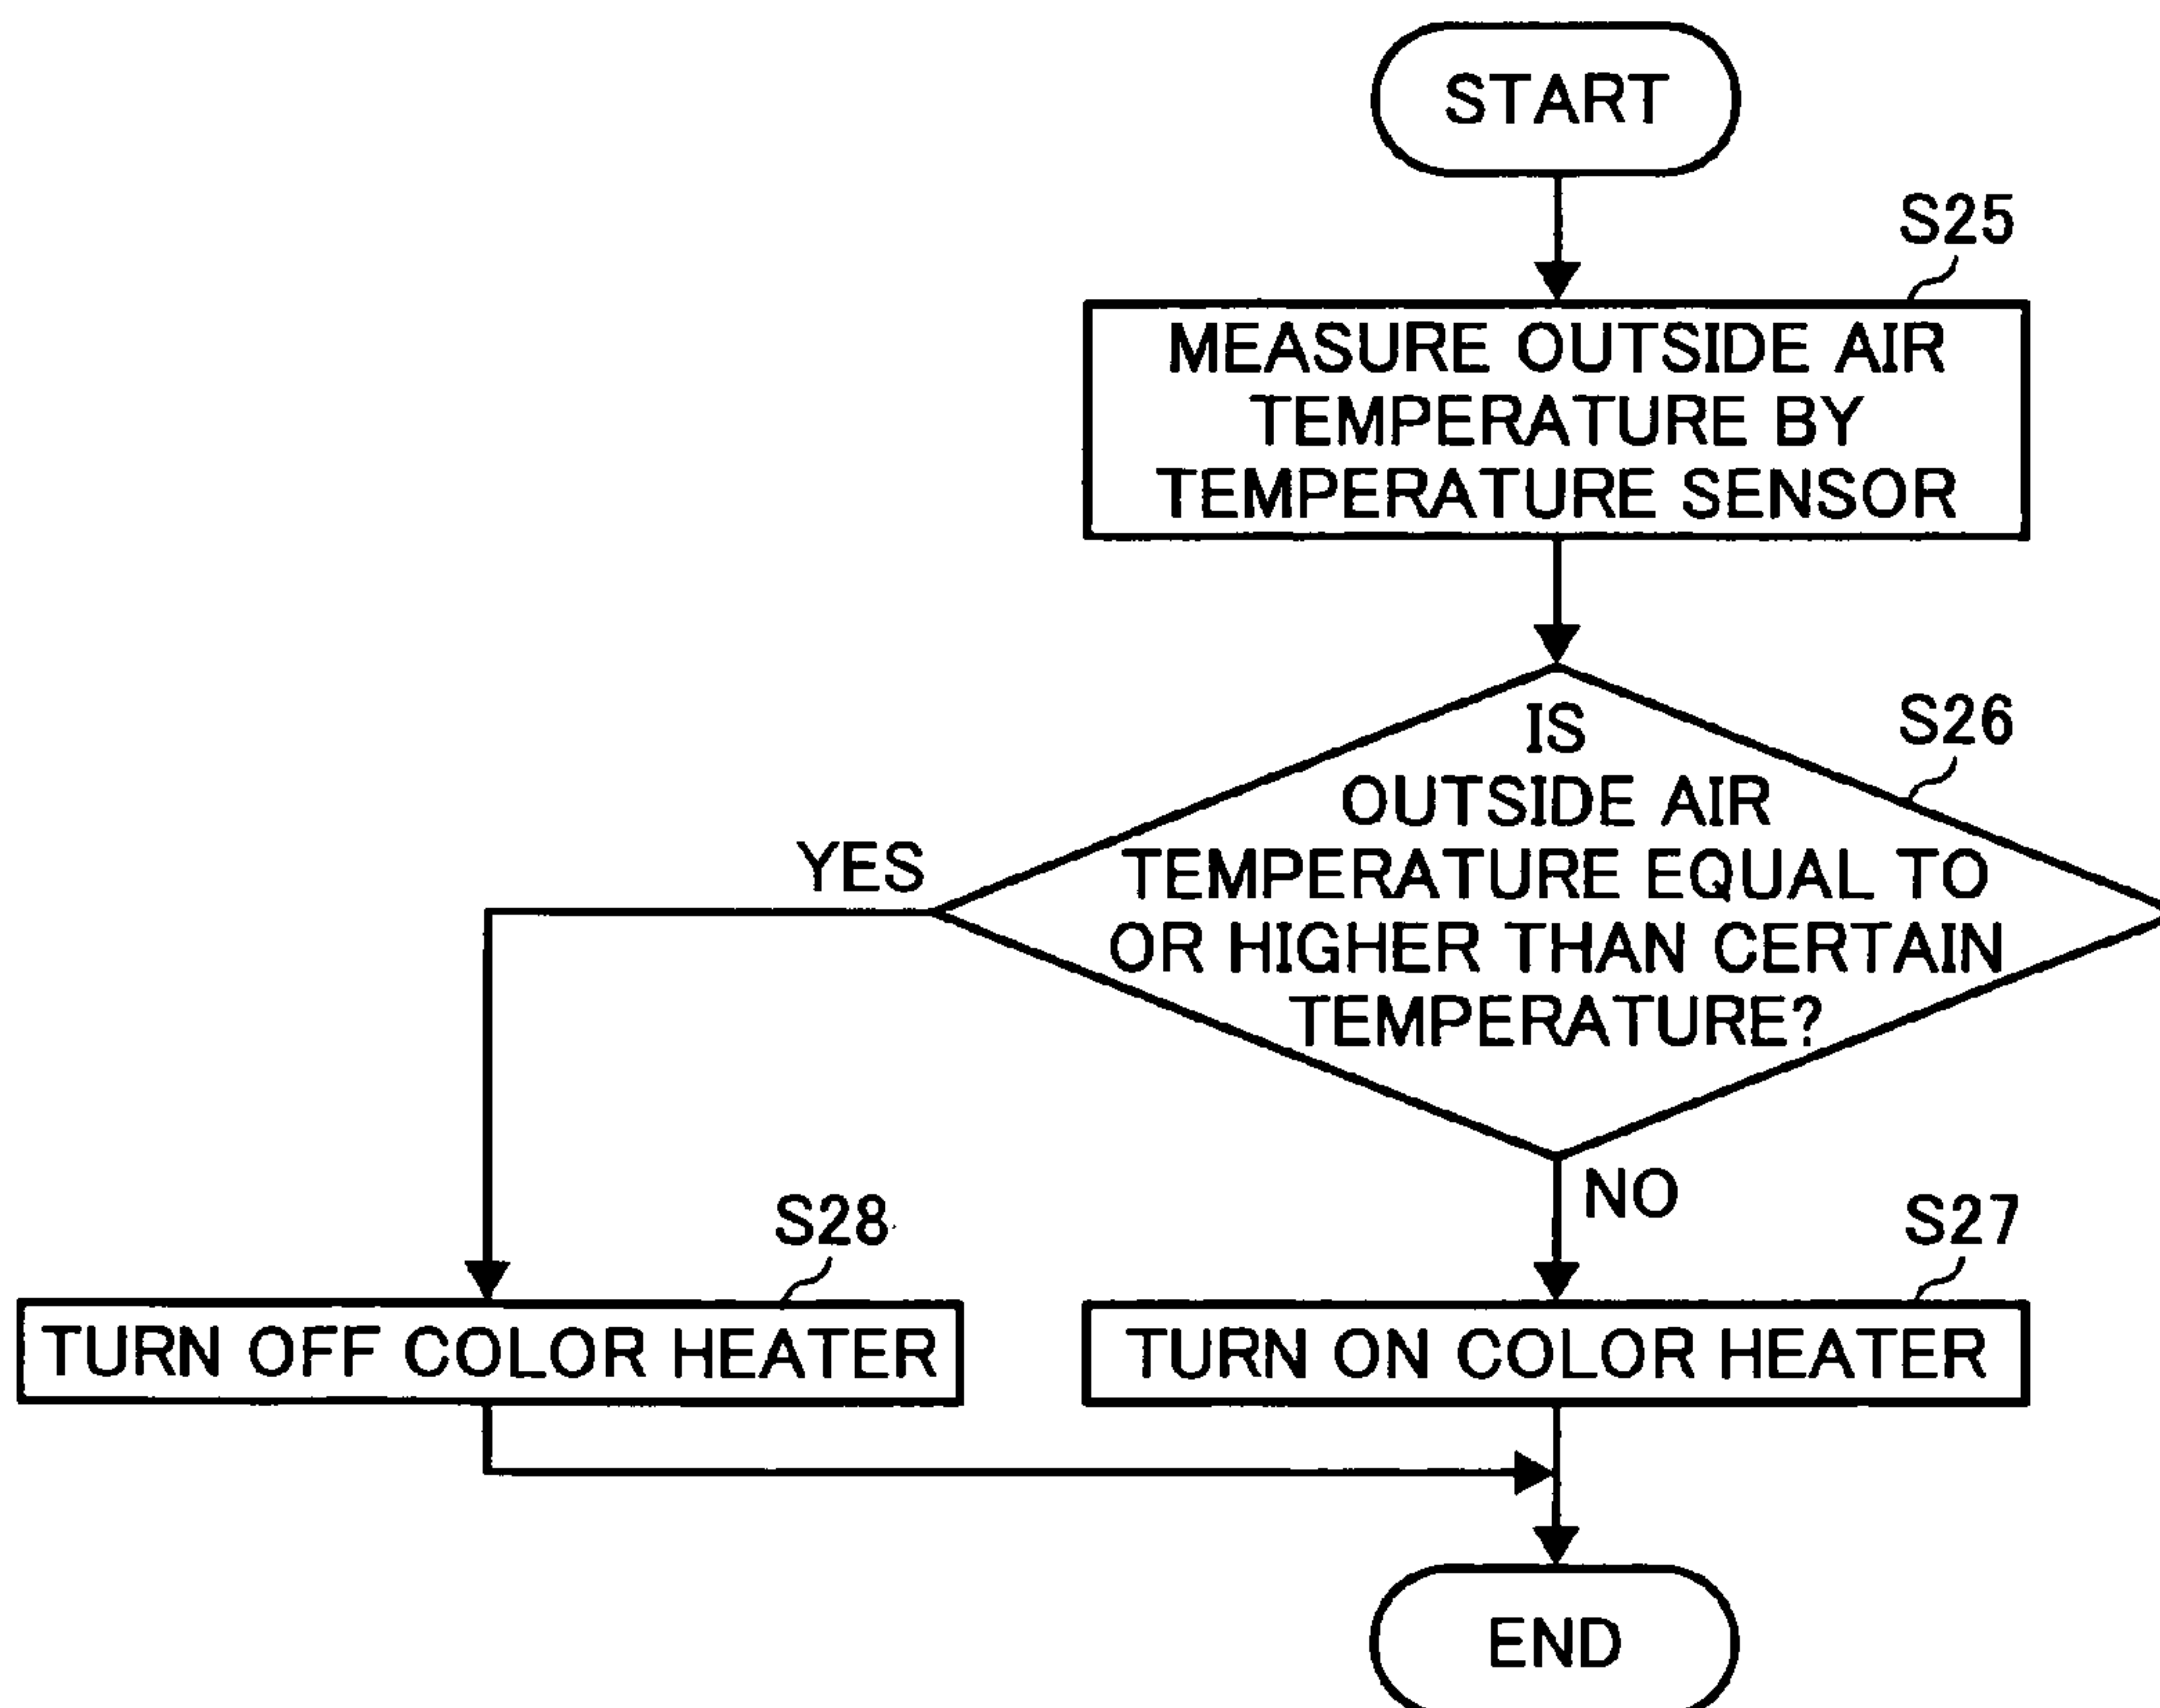 START
S25
MEASURE OUTSIDE AIR
TEMPERATURE BY
TEMPERATURE SENSOR
S26
IS
OUTSIDE AIR
TEMPERATURE EQUAL TO
OR HIGHER THAN CERTAIN
TEMPERATURE?
YES
NO
S28
S27
TURN OFF COLOR HEATER
TURN ON COLOR HEATER
END